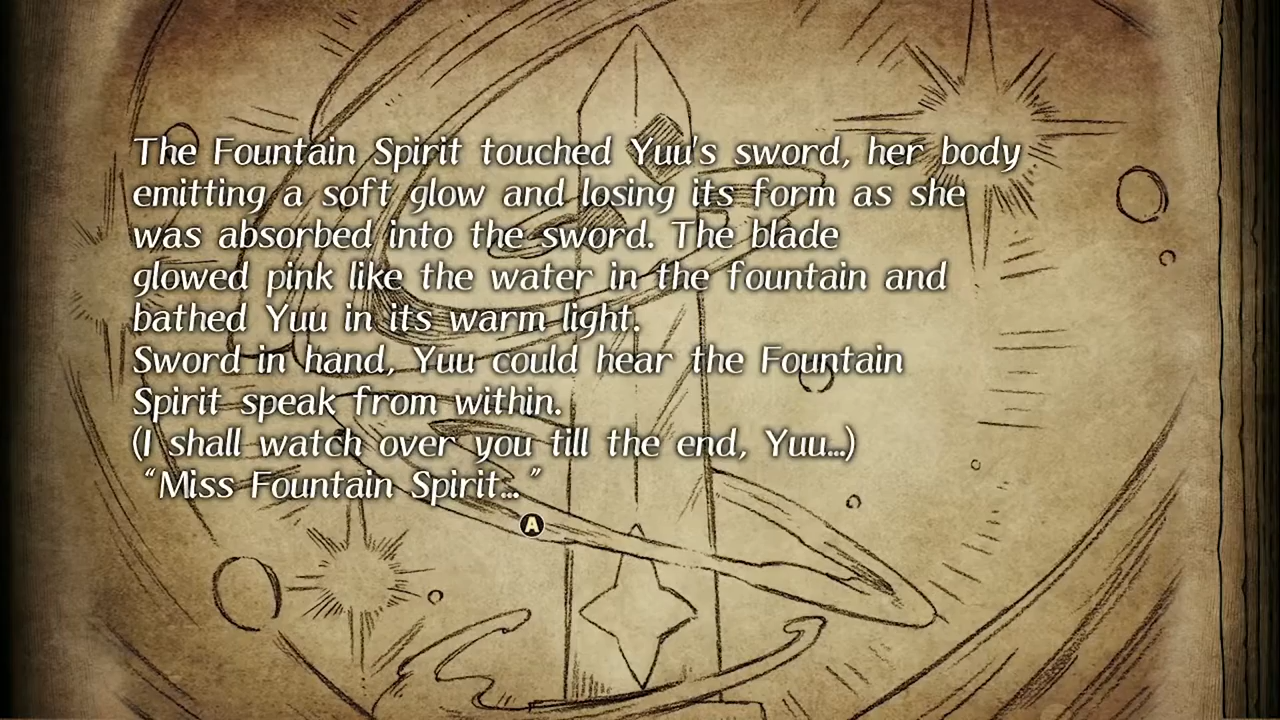 The Fountain Spirit touched Yuu's sword, her body
emitting a soft glow and losing its form as she
was absorbed into the sword. The blade
glowed pink like the water in the fountain and
bathed Yuu in its warm light.
Sword in hand, Yuu could hear the Fountain
Spirit speak from within.
(I shall watch over you till the end, Yuu...)
“Miss Fountain Spirit...”
A